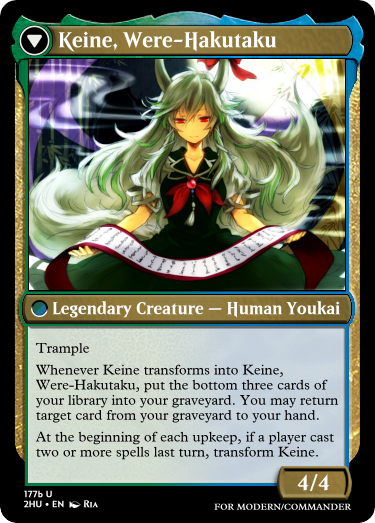 Keine, Were-Hakutaku
Legendary Creature — Human Youkai
Trample
Whenever Keine transforms into Keine,
Were-Hakutaku, put the bottom three cards of
your library into your graveyard. You may return
target card from your graveyard to your hand.
At the beginning of each upkeep, if a player cast
two or more spells last turn, transform Keine.
4/4
177b U
2HU • EN Ria
FOR MODERN/COMMANDER